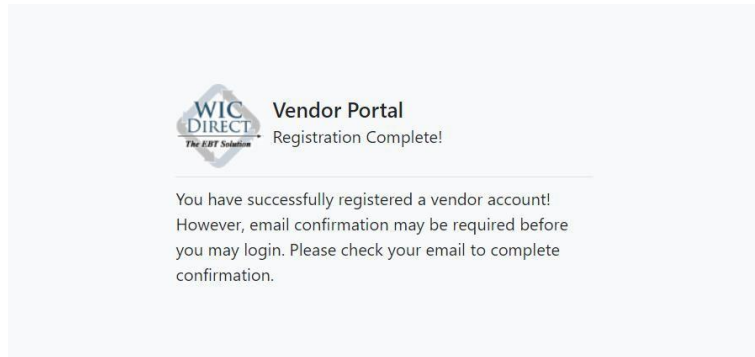 WIC
DIRECT
The EBT Solution
Vendor Portal
Registration Complete!
You have successfully registered a vendor account!
However, email confirmation may be required before
you may login. Please check your email to complete
confirmation.